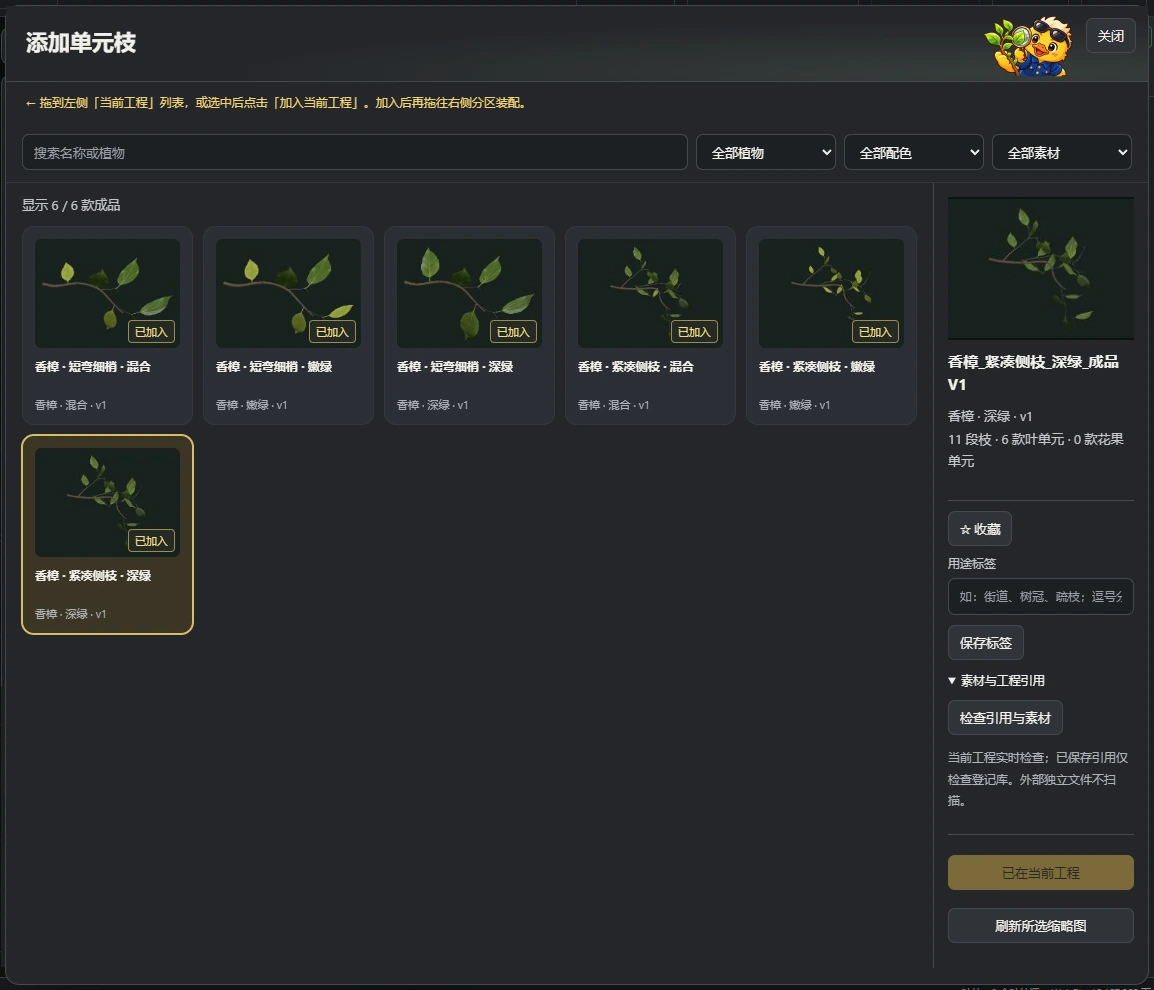 添加单元枝
关闭
← 拖到左侧「当前工程」列表，或选中后点击「加入当前工程」。加入后再拖往右侧分区装配。
搜索名称或植物
全部植物
全部配色
全部素材
显示 6 / 6 款成品
已加入
已加入
已加入
已加入
已加入
香樟 · 短弯细梢 · 混合
香樟 · 短弯细梢 · 嫩绿
香樟 · 短弯细梢 · 深绿
香樟 · 紧凑侧枝 · 混合
香樟 · 紧凑侧枝 · 嫩绿
香樟 · 混合 · v1
香樟 · 嫩绿 · v1
香樟 · 深绿 · v1
香樟 · 混合 · v1
香樟 · 嫩绿 · v1
已加入
香樟 · 紧凑侧枝 · 深绿
香樟 · 深绿 · v1
香樟_紧凑侧枝_深绿_成品
V1
香樟 · 深绿 · v1
11 段枝 · 6 款叶单元 · 0 款花果
单元
☆ 收藏
用途标签
如：街道、树冠、疏枝；逗号分
保存标签
▼ 素材与工程引用
检查引用与素材
当前工程实时检查；已保存引用仅
检查登记库。外部独立文件不扫
描。
已在当前工程
刷新所选缩略图